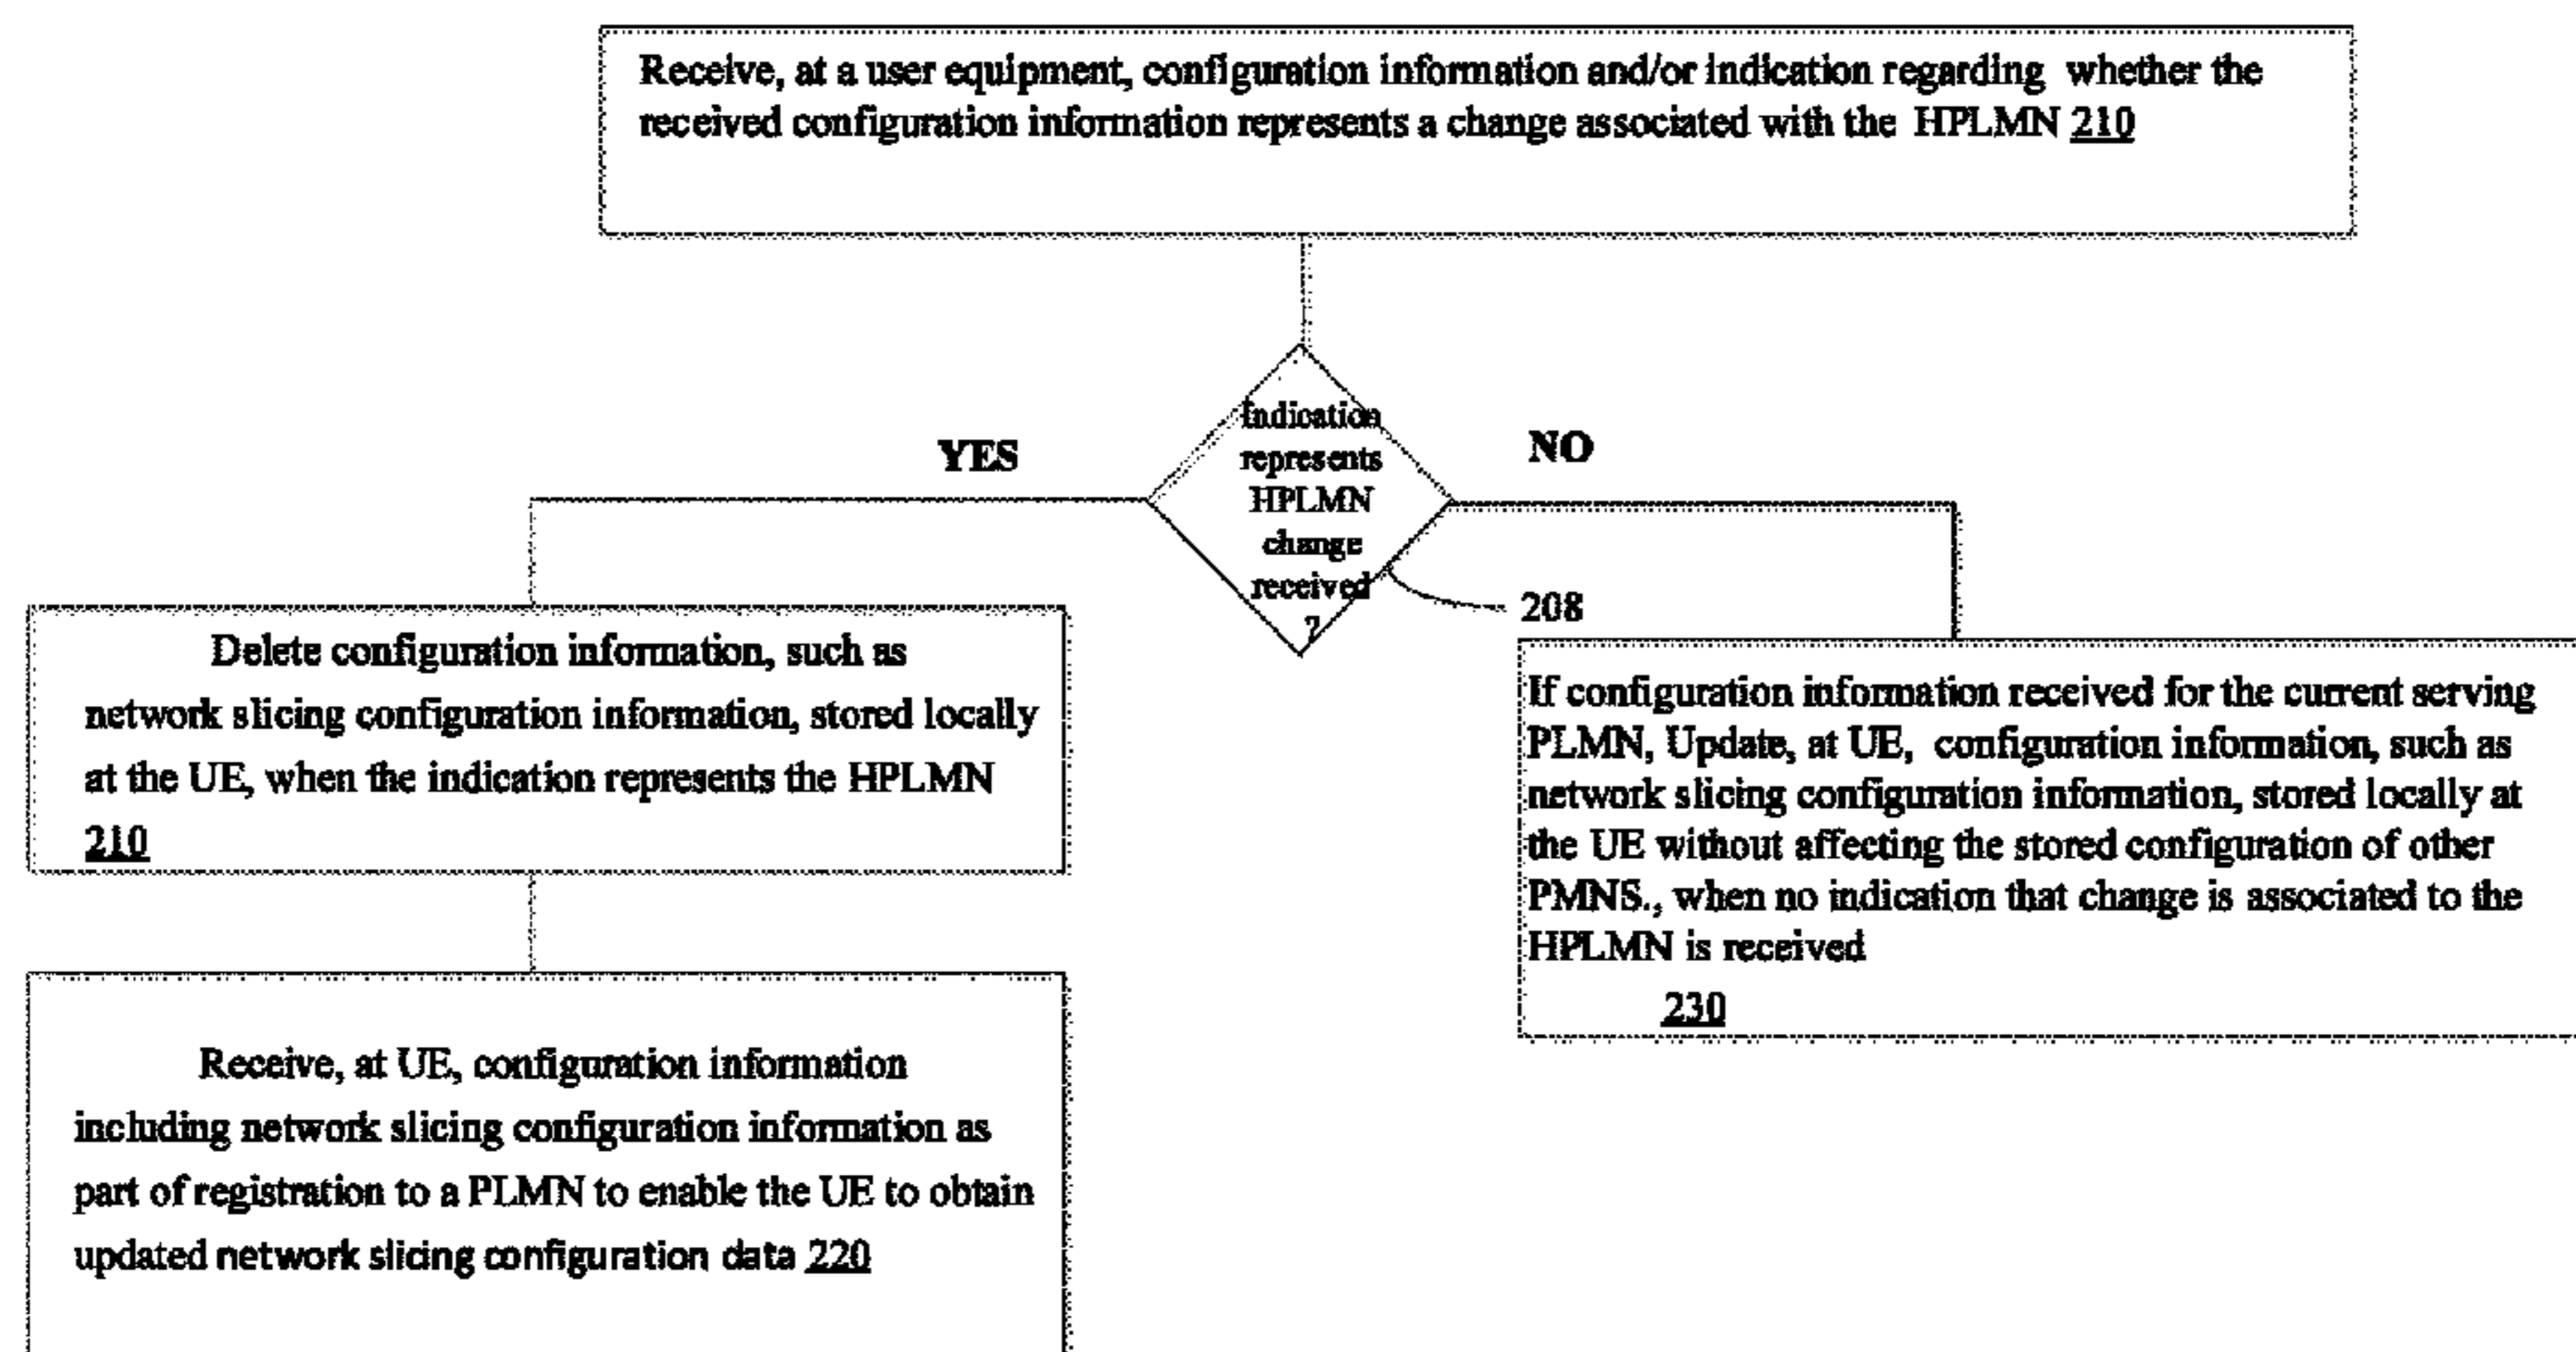 Receive, at a user equipment, configuration information and/or indication regarding whether the
received configuration information represents a change associated with the HPLMN 210
Indication
represents
HPLMN
change
received
?
YES
NO
208
Delete configuration information, such as
network slicing configuration information, stored locally
at the UE, when the indication represents the HPLMN
210
If configuration information received for the current serving
PLMN, Update, at UE, configuration information, such as
network slicing configuration information, stored locally at
the UE without affecting the stored configuration of other
PMNS., when no indication that change is associated to the
HPLMN is received
230
Receive, at UE, configuration information
including network slicing configuration information as
part of registration to a PLMN to enable the UE to obtain
updated network slicing configuration data 220